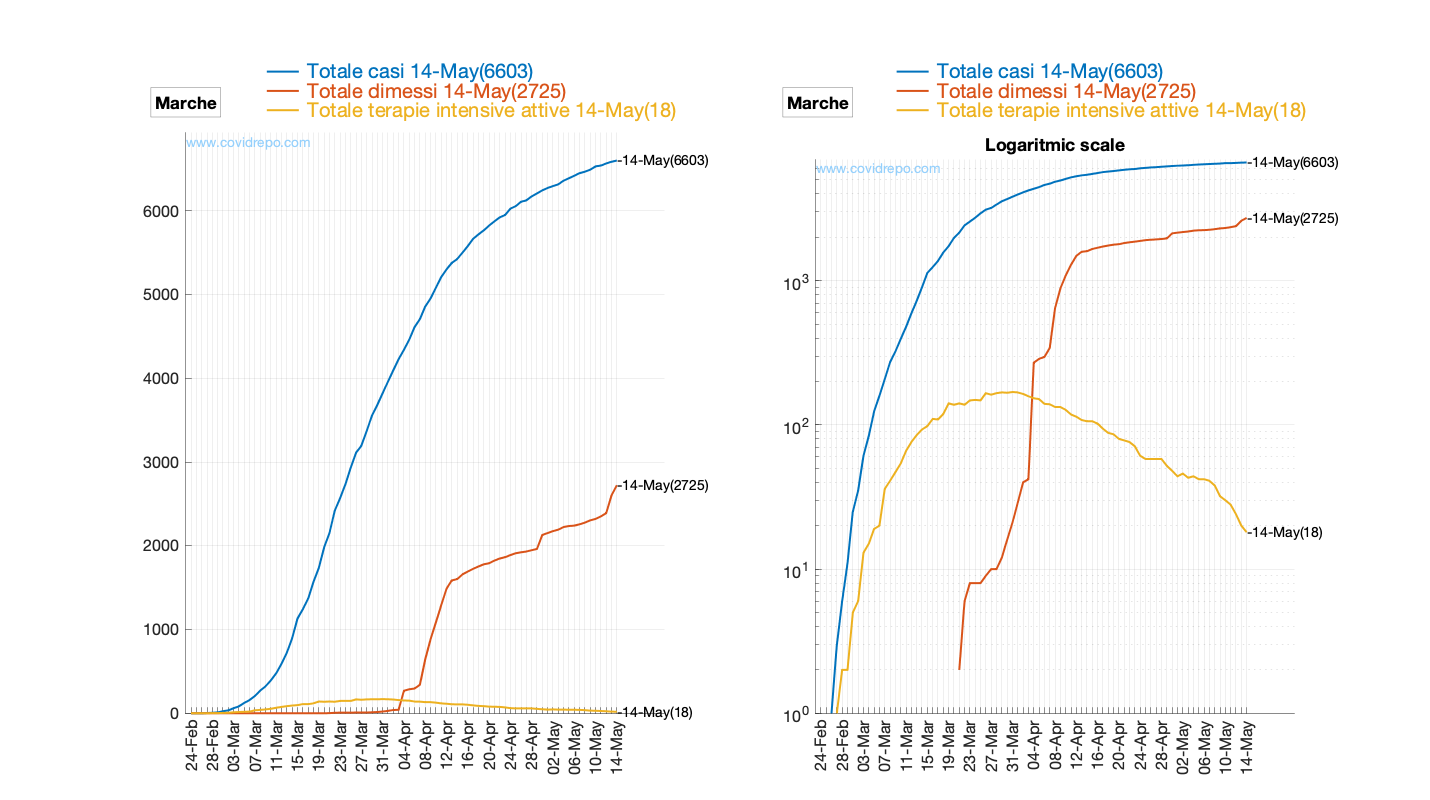 Totale casi 14-May(6603)
Totale dimessi 14-May(2725)
Totale terapie intensive attive 14-May(18)
Marche
www.covidrepo.com
-14-May(6603)
-14-May(2725)
-14-May(18)
6000
5000
4000
3000
2000
1000
0
24-Feb
28-Feb
03-Mar
07-Mar
11-Mar
15-Mar
19-Mar
23-Mar
27-Mar
31-Mar
04-Apr
08-Apr
12-Apr
16-Apr
20-Apr
24-Apr
28-Apr
02-May
06-May
10-May
14-May
Totale casi 14-May(6603)
Totale dimessi 14-May(2725)
Totale terapie intensive attive 14-May(18)
Marche
Logaritmic scale
www.covidrepo.com
-14-May(6603)
-14-May(2725)
-14-May(18)
10³
10²
10¹
10⁰
24-Feb
28-Feb
03-Mar
07-Mar
11-Mar
15-Mar
19-Mar
23-Mar
27-Mar
31-Mar
04-Apr
08-Apr
12-Apr
16-Apr
20-Apr
24-Apr
28-Apr
02-May
06-May
10-May
14-May